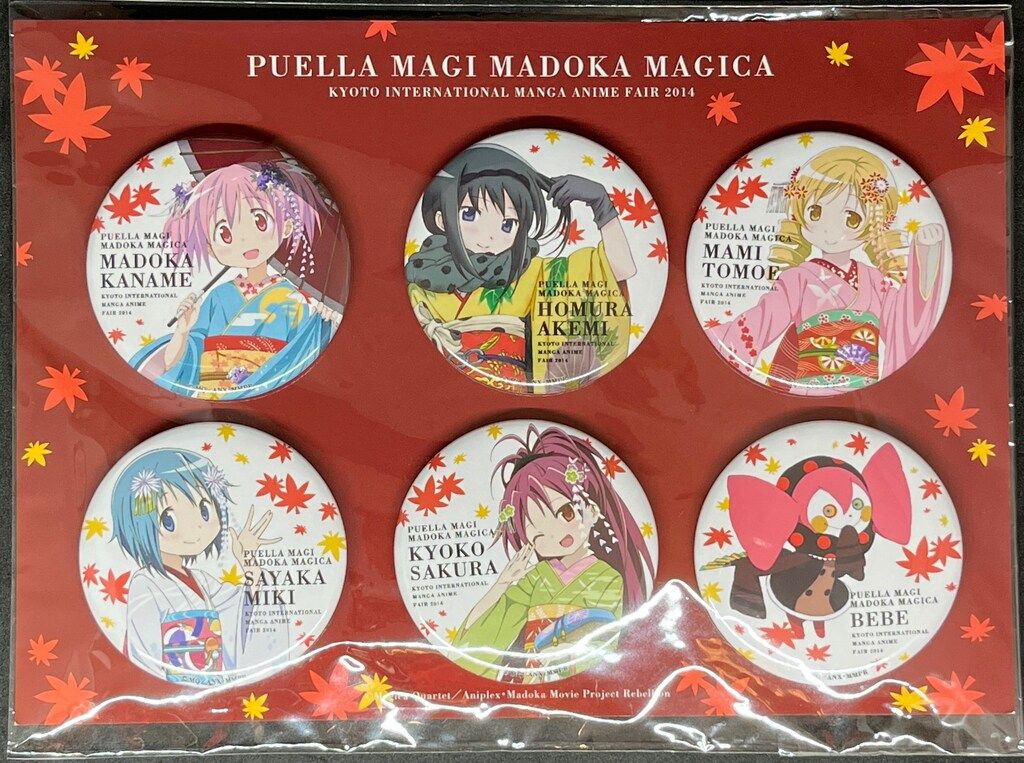 PUELLA MAGI MADOKA MAGICA
KYOTO INTERNATIONAL MANGA ANIME FAIR 2014
PUELLA MAGI
MADOKA MAGICA
MADOKA
KANAME
KYOTO INTERNATIONAL
MANGA ANIME
FAIR 2014
PUELLA MAGI
MADOKA MAGICA
HOMURA
AKEMI
KYOTO INTERNATIONAL
MANGA ANIME
FAIR 2014
PUELLA MAGI
MADOKA MAGICA
MAMI
TOMOE
KYOTO INTERNATIONAL
MANGA ANIME
FAIR 2014
PUELLA MAGI
MADOKA MAGICA
SAYAKA
MIKI
KYOTO INTERNATIONAL
MANGA ANIME
FAIR 2014
PUELLA MAGI
MADOKA MAGICA
KYOKO
SAKURA
KYOTO INTERNATIONAL
MANGA ANIME
FAIR 2014
PUELLA MAGI
MADOKA MAGICA
BEBE
KYOTO INTERNATIONAL
MANGA ANIME
FAIR 2014
Quartet／Aniplex•Madoka Movie Project Rebellion